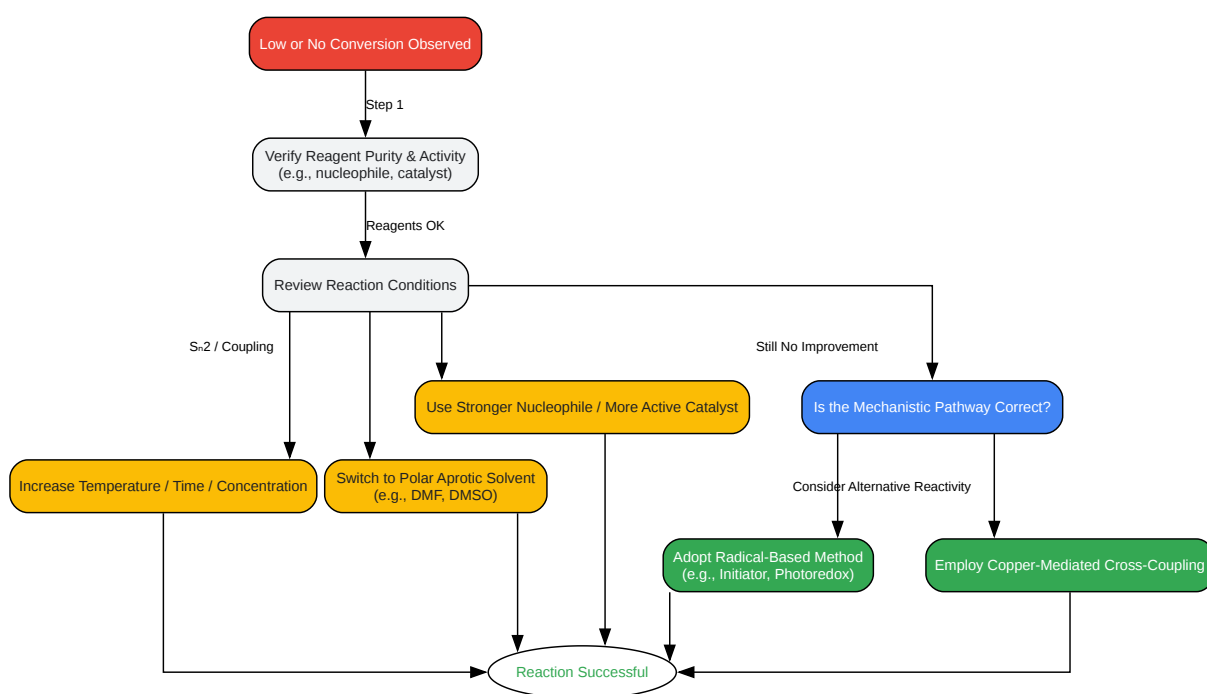 Low or No Conversion Observed
Step 1
Verify Reagent Purity & Activity
(e.g., nucleophile, catalyst)
Reagents OK
Review Reaction Conditions
Sₙ2 / Coupling
Still No Improvement
Use Stronger Nucleophile / More Active Catalyst
Is the Mechanistic Pathway Correct?
Increase Temperature / Time / Concentration
Switch to Polar Aprotic Solvent
(e.g., DMF, DMSO)
Consider Alternative Reactivity
Adopt Radical-Based Method
(e.g., Initiator, Photoredox)
Employ Copper-Mediated Cross-Coupling
Reaction Successful